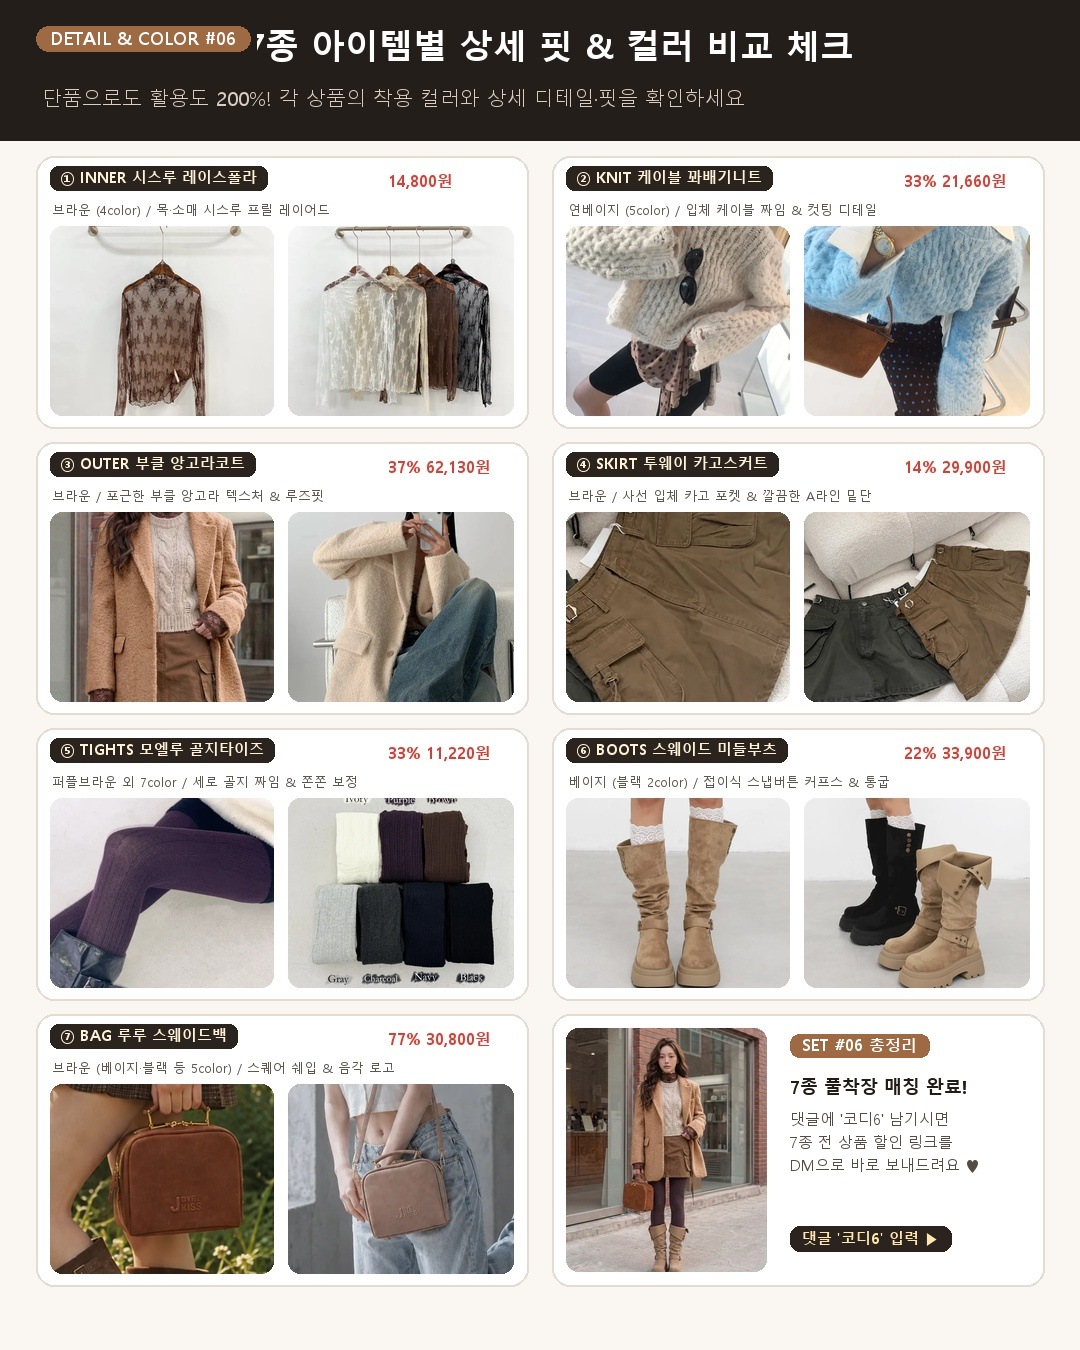 DETAIL & COLOR #06
7종 아이템별 상세 핏 & 컬러 비교 체크
단품으로도 활용도 200%! 각 상품의 착용 컬러와 상세 디테일·핏을 확인하세요
① INNER 시스루 레이스폴라
14,800원
브라운 (4color) / 목·소매 시스루 프릴 레이어드
② KNIT 케이블 꽈배기니트
33% 21,660원
연베이지 (5color) / 입체 케이블 짜임 & 컷팅 디테일
③ OUTER 부클 앙고라코트
37% 62,130원
브라운 / 포근한 부클 앙고라 텍스처 & 루즈핏
④ SKIRT 투웨이 카고스커트
14% 29,900원
브라운 / 사선 입체 카고 포켓 & 깔끔한 A라인 밑단
⑤ TIGHTS 모엘루 골지타이즈
33% 11,220원
퍼플브라운 외 7color / 세로 골지 짜임 & 쫀쫀 보정
Ivory Purple Brown
Gray Charcoal Navy Black
⑥ BOOTS 스웨이드 미들부츠
22% 33,900원
베이지 (블랙 2color) / 접이식 스냅버튼 커프스 & 통굽
⑦ BAG 루루 스웨이드백
77% 30,800원
브라운 (베이지·블랙 등 5color) / 스퀘어 쉐입 & 음각 로고
SET #06 총정리
7종 풀착장 매칭 완료!
댓글에 '코디6' 남기시면
7종 전 상품 할인 링크를
DM으로 바로 보내드려요 ♥
댓글 '코디6' 입력 ▶